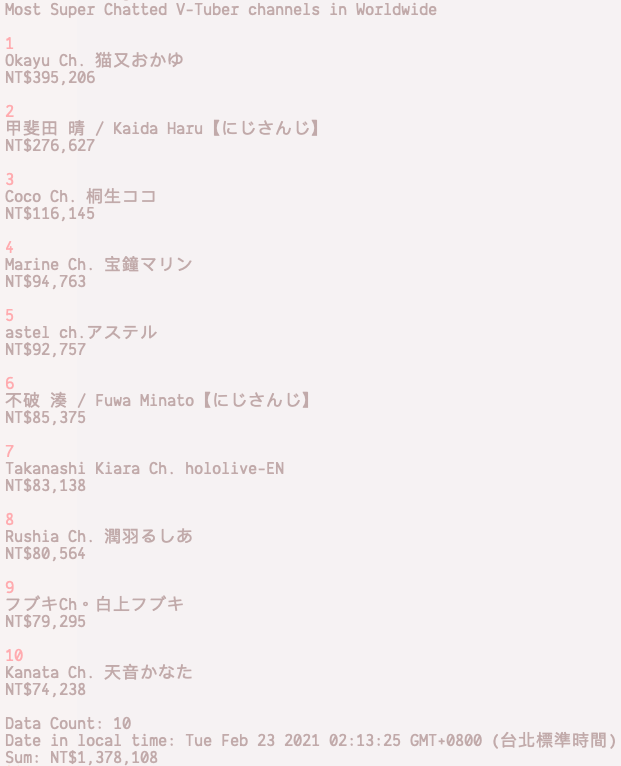 Most Super Chatted V-Tuber channels in Worldwide
1
Okayu Ch. 猫又おかゆ
NT$395,206
2
甲斐田 晴 / Kaida Haru【にじさんじ】
NT$276,627
3
Coco Ch. 桐生ココ
NT$116,145
4
Marine Ch. 宝鐘マリン
NT$94,763
5
astel ch.アステル
NT$92,757
6
不破 湊 / Fuwa Minato【にじさんじ】
NT$85,375
7
Takanashi Kiara Ch. hololive-EN
NT$83,138
8
Rushia Ch. 潤羽るしあ
NT$80,564
9
フブキCh。白上フブキ
NT$79,295
10
Kanata Ch. 天音かなた
NT$74,238
Data Count: 10
Date in local time: Tue Feb 23 2021 02:13:25 GMT+0800 (台北標準時間)
Sum: NT$1,378,108